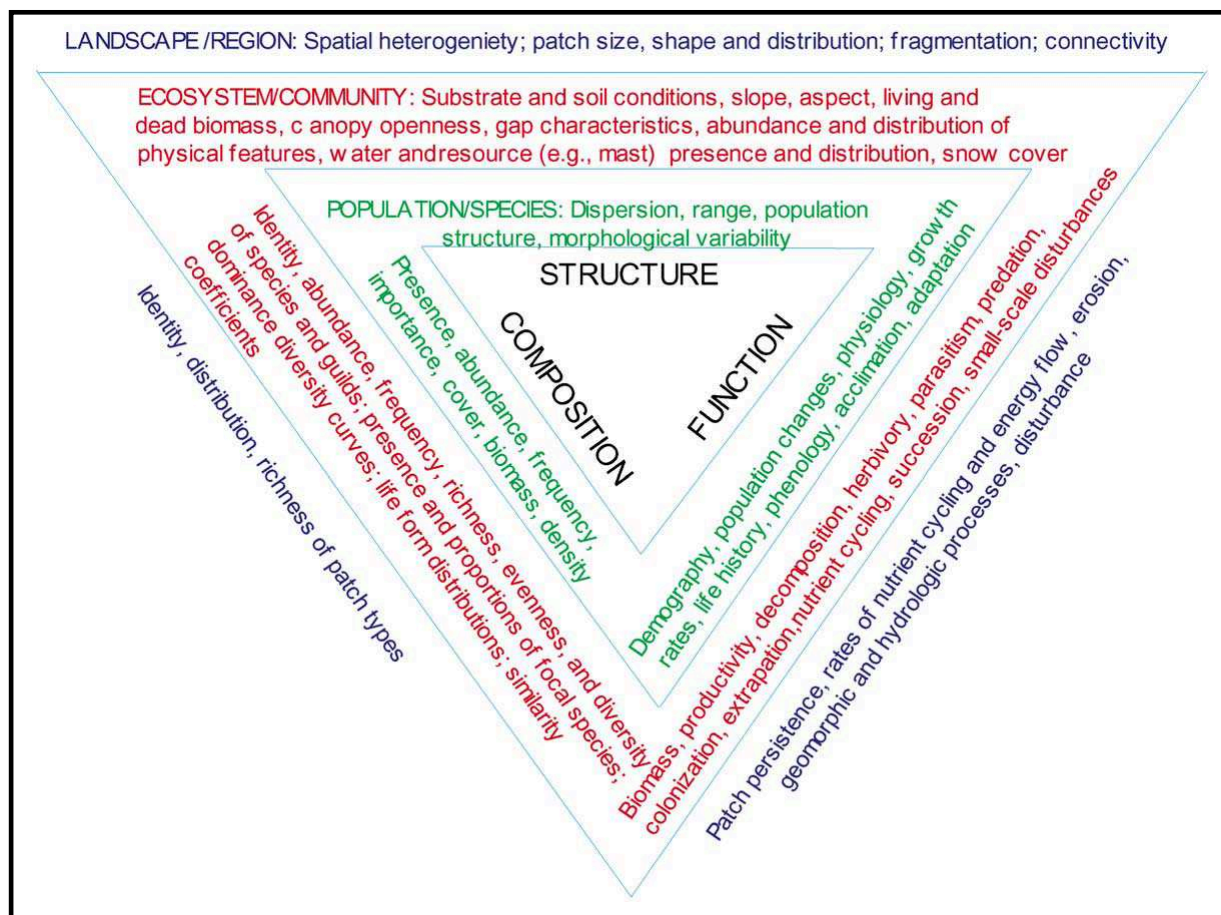 LANDSCAPE /REGION: Spatial heterogeniety; patch size, shape and distribution; fragmentation; connectivity
ECOSYSTEM/COMMUNITY: Substrate and soil conditions, slope, aspect, living and
dead biomass, c anopy openness, gap characteristics, abundance and distribution of
physical features, w ater andresource (e.g., mast) presence and distribution, snow cover
POPULATION/SPECIES: Dispersion, range, population
structure, morphological variability
STRUCTURE
COMPOSITION
FUNCTION
Presence, abundance, frequency,
importance, cover, biomass, density
Identity, abundance, frequency, richness, evenness, and diversity
of species and guilds; presence and proportions of focal species;
dominance diversity curves; life form distributions; similarity
coefficients
Identity, distribution, richness of patch types
Demography, population changes, physiology, growth
rates, life history, phenology, acclimation, adaptation
Biomass, productivity, decomposition, herbivory, parasitism, predation,
colonization, extrapation,nutrient cycling, succession, small-scale disturbances
Patch persistence, rates of nutrient cycling and energy flow , erosion,
geomorphic and hydrologic processes, disturbance